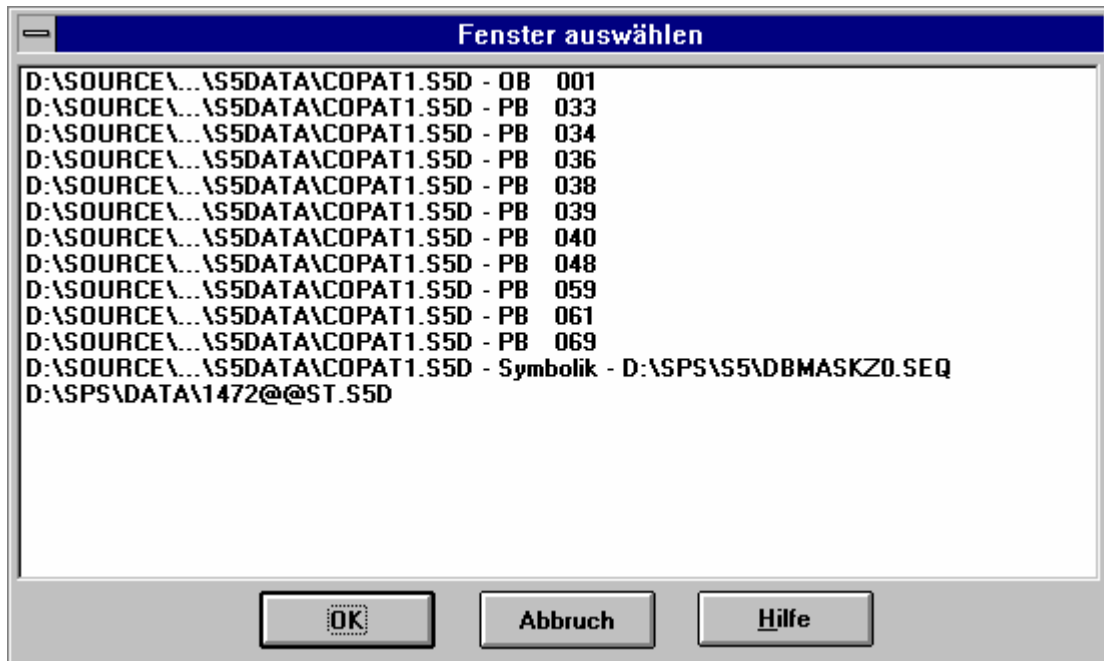 Fenster auswählen
D:\SOURCE\...\S5DATA\COPAT1.S5D - OB 001
D:\SOURCE\...\S5DATA\COPAT1.S5D - PB 033
D:\SOURCE\...\S5DATA\COPAT1.S5D - PB 034
D:\SOURCE\...\S5DATA\COPAT1.S5D - PB 036
D:\SOURCE\...\S5DATA\COPAT1.S5D - PB 038
D:\SOURCE\...\S5DATA\COPAT1.S5D - PB 039
D:\SOURCE\...\S5DATA\COPAT1.S5D - PB 040
D:\SOURCE\...\S5DATA\COPAT1.S5D - PB 048
D:\SOURCE\...\S5DATA\COPAT1.S5D - PB 059
D:\SOURCE\...\S5DATA\COPAT1.S5D - PB 061
D:\SOURCE\...\S5DATA\COPAT1.S5D - PB 069
D:\SOURCE\...\S5DATA\COPAT1.S5D - Symbolik - D:\SPS\S5\DBMASKZ0.SEQ
D:\SPS\DATA\1472@@ST.S5D
OK Abbruch Hilfe